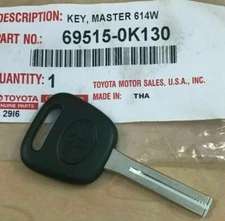 DESCRIPTION: KEY, MASTER 614W
PART NO.: 69515-0K130
QUANTITY: 1 TOYOTA MOTOR SALES, U.S.A., INC.
TOYOTA MADE IN: THA
GENUINE PARTS
29I6